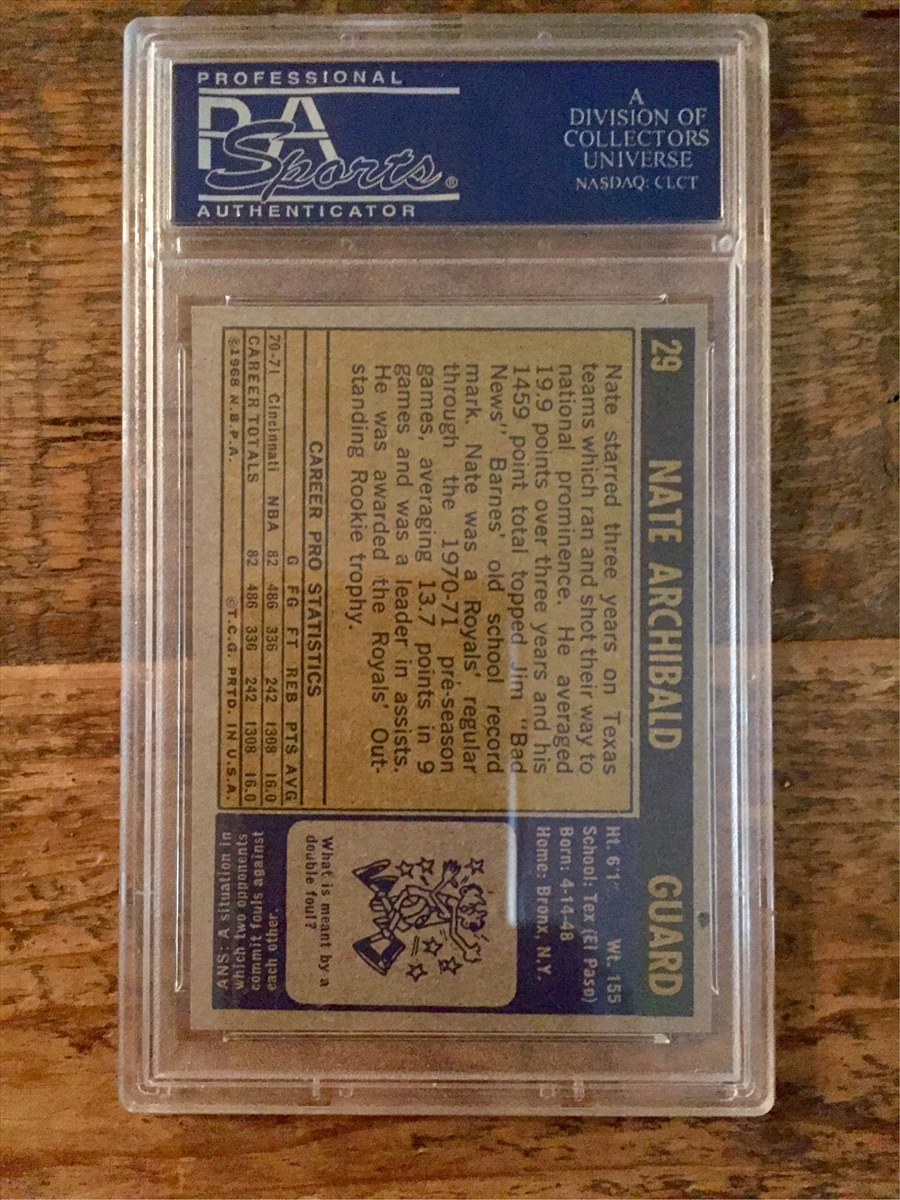 PROFESSIONAL
PSA
Sports®
AUTHENTICATOR
A
DIVISION OF
COLLECTORS
UNIVERSE
NASDAQ: CLCT
29 NATE ARCHIBALD GUARD
Nate starred three years on Texas
teams which ran and shot their way to
national prominence. He averaged
19.9 points over three years and his
1459 point total topped Jim "Bad
News" Barnes' old school record
mark. Nate was a Royals' regular
through the 1970-71 pre-season
games, averaging 13.7 points in 9
games and was a leader in assists.
He was awarded the Royals' Out-
standing Rookie trophy.
CAREER PRO STATISTICS
G FG FT REB PTS AVG
70-71 Cincinnati NBA 82 486 336 242 1308 16.0
CAREER TOTALS 82 486 336 242 1308 16.0
©1968 N.B.P.A. ©T.C.G. PRTD. IN U.S.A.
Ht. 6'1" Wt. 155
School: Tex (El Paso)
Born: 4-14-48
Home: Bronx, N.Y.
What is meant by a
double foul?
ANS: A situation in
which two opponents
commit fouls against
each other.